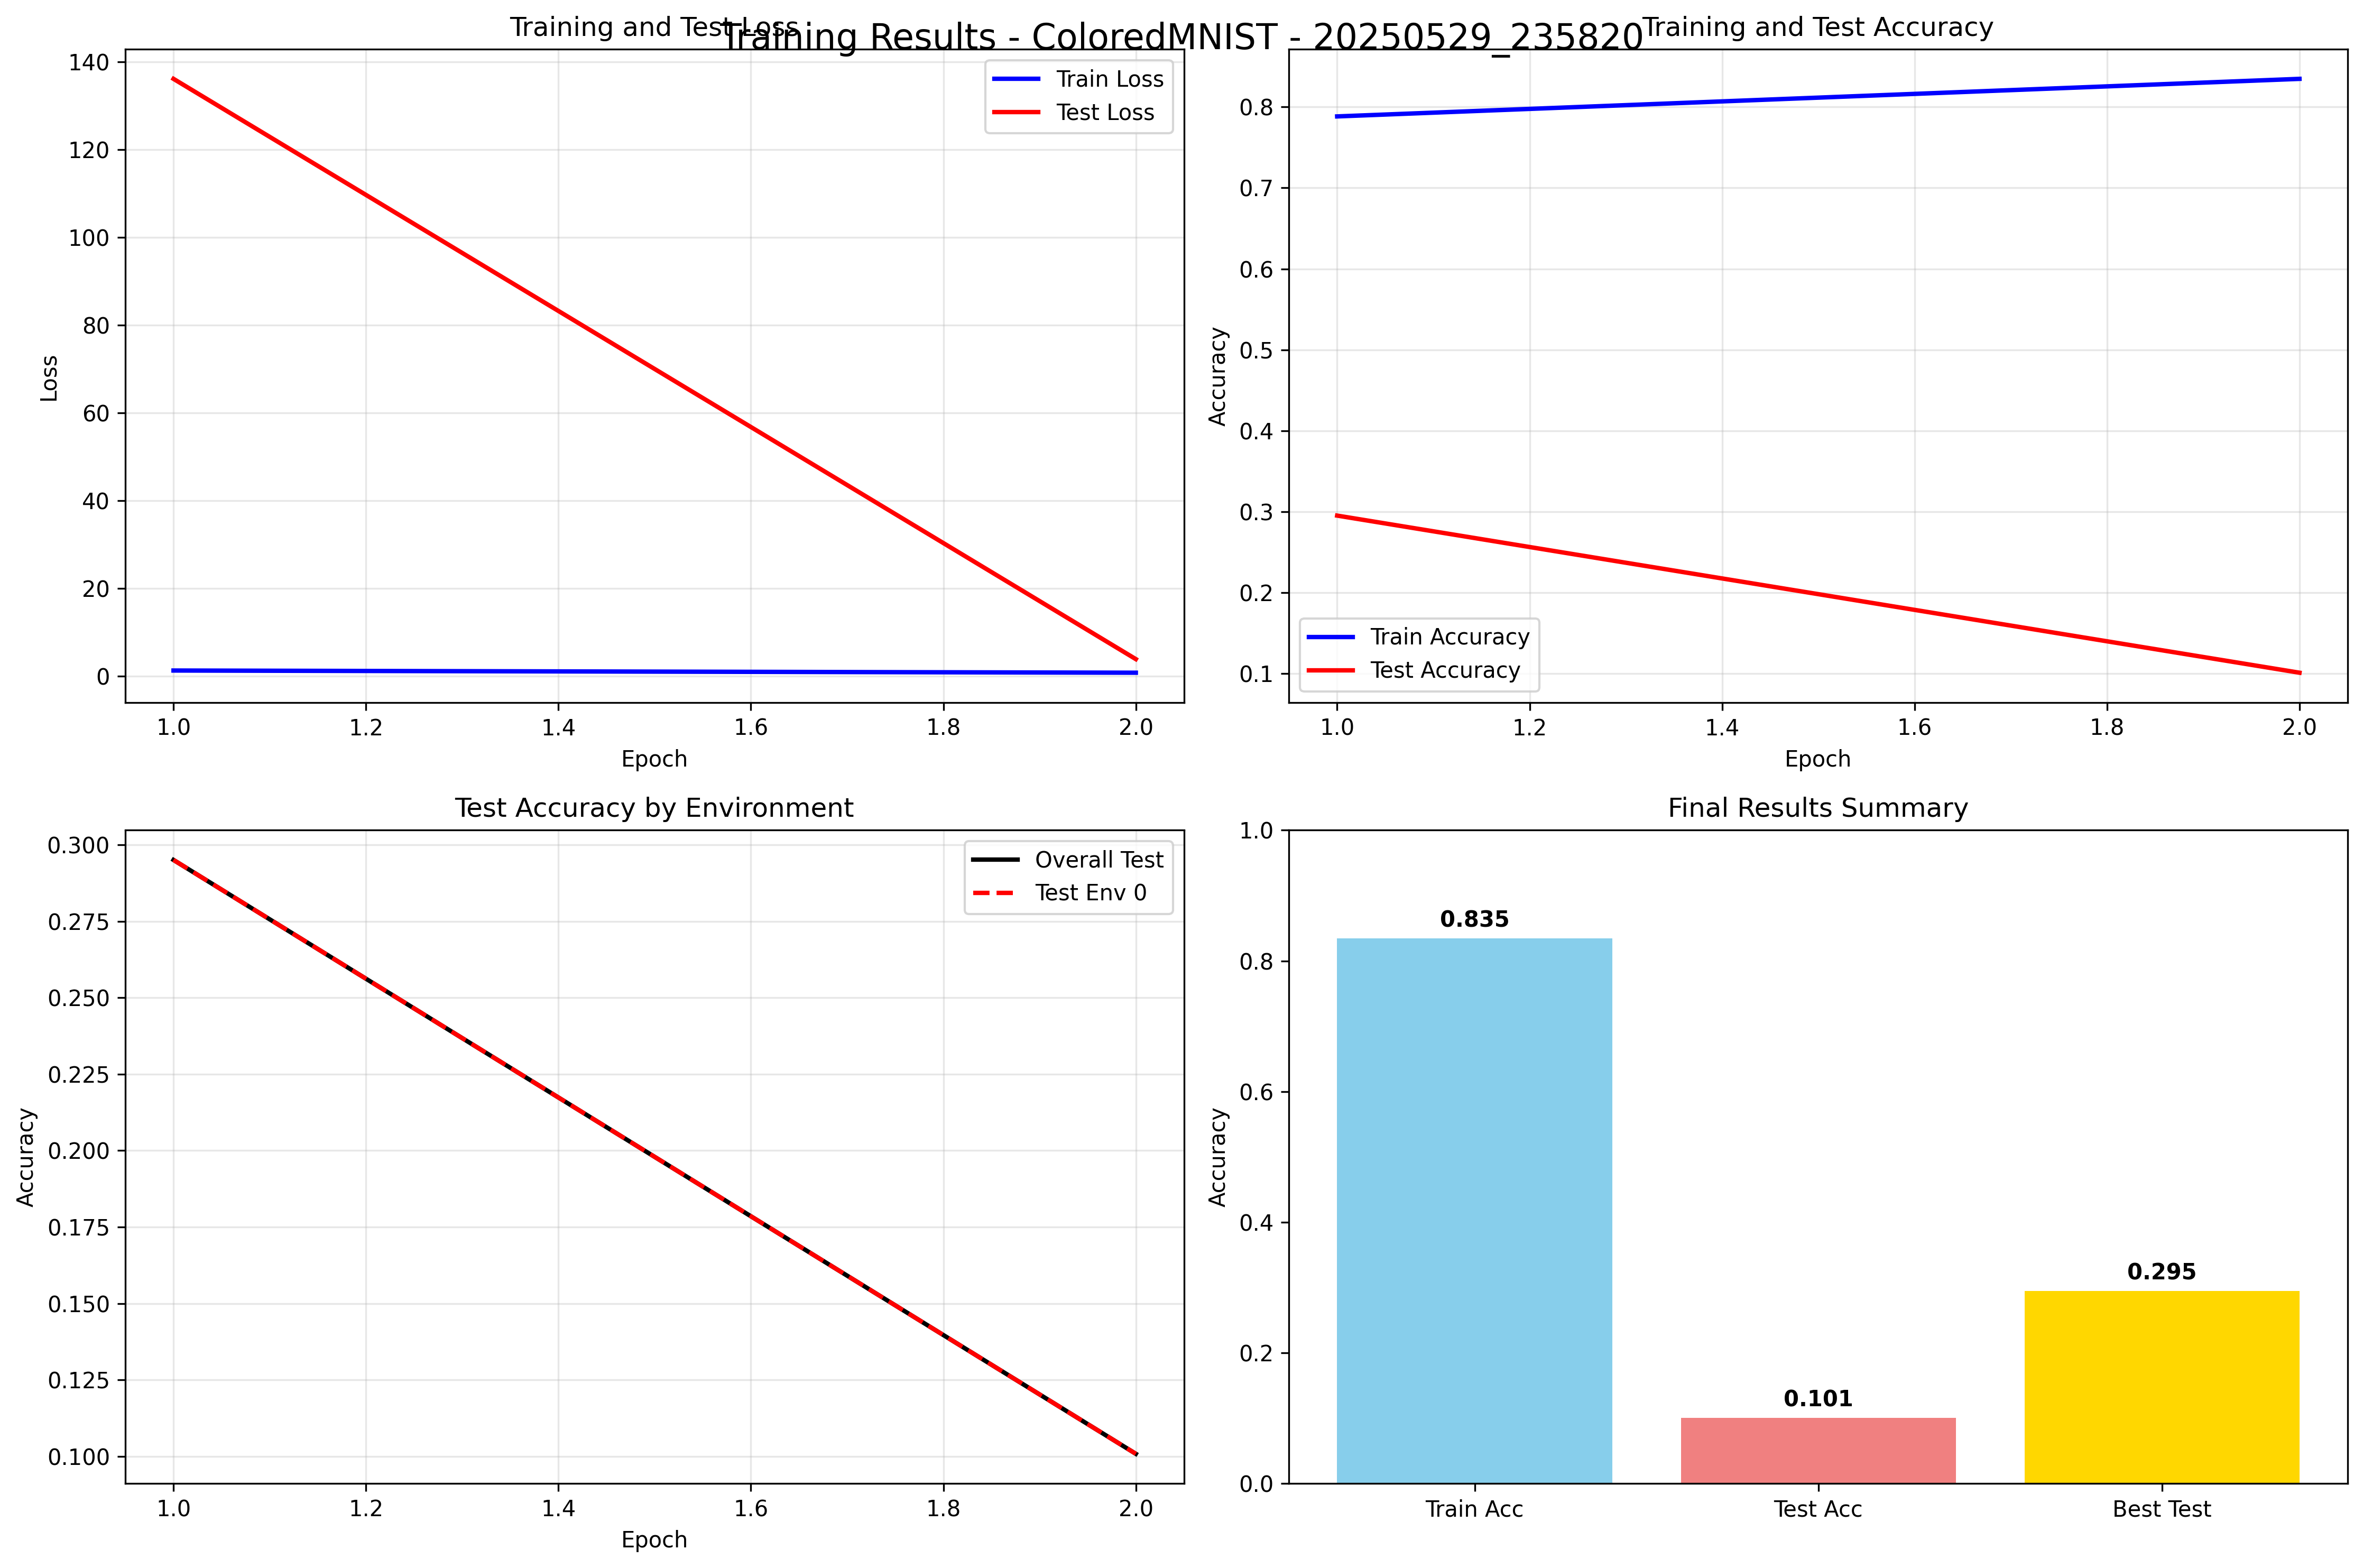 Training Results - ColoredMNIST - 20250529_235820
Training and Test Loss
140
120
100
80
60
40
20
0
Loss
Train Loss
Test Loss
1.0 1.2 1.4 1.6 1.8 2.0
Epoch
Training and Test Accuracy
0.8
0.7
0.6
0.5
0.4
0.3
0.2
0.1
Accuracy
Train Accuracy
Test Accuracy
1.0 1.2 1.4 1.6 1.8 2.0
Epoch
Test Accuracy by Environment
0.300
0.275
0.250
0.225
0.200
0.175
0.150
0.125
0.100
Accuracy
Overall Test
Test Env 0
1.0 1.2 1.4 1.6 1.8 2.0
Epoch
Final Results Summary
1.0
0.8
0.6
0.4
0.2
0.0
Accuracy
0.835
0.101
0.295
Train Acc Test Acc Best Test